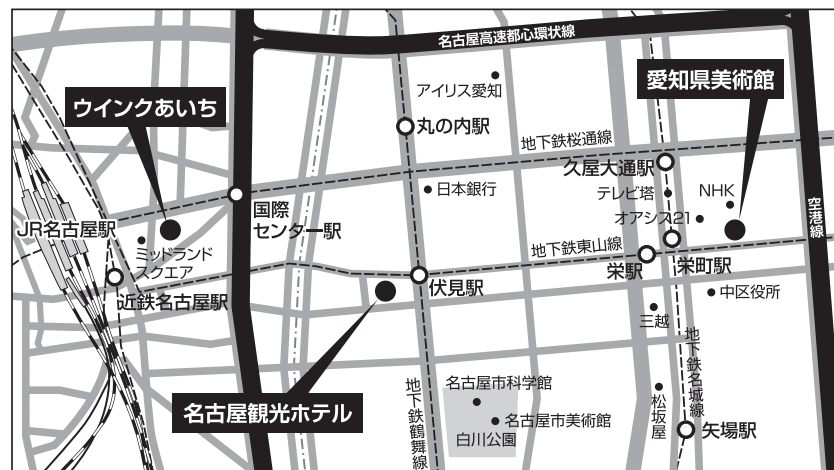 名古屋高速都心環状線
アイリス愛知
愛知県美術館
ウインクあいち
丸の内駅
地下鉄桜通線
久屋大通駅
日本銀行
テレビ塔
NHK
オアシス21
空港線
国際
センター駅
JR名古屋駅
ミッドランド
スクエア
地下鉄東山線
栄駅
栄町駅
近鉄名古屋駅
伏見駅
中区役所
三越
地下鉄名城線
名古屋観光ホテル
地下鉄鶴舞線
名古屋市科学館
名古屋市美術館
白川公園
松坂屋
矢場駅